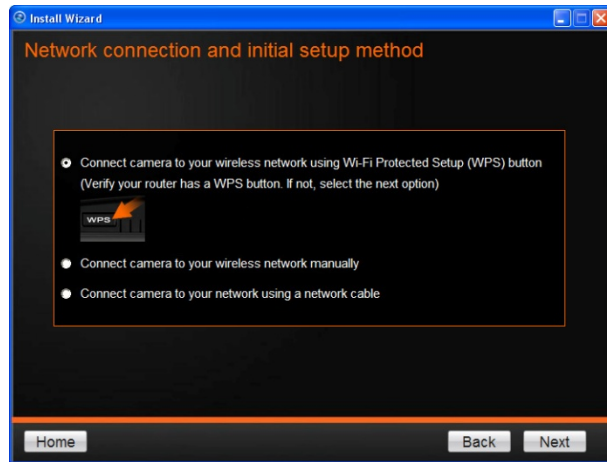 Install Wizard
Network connection and initial setup method
Connect camera to your wireless network using Wi-Fi Protected Setup (WPS) button
(Verify your router has a WPS button. If not, select the next option)
WPS
Connect camera to your wireless network manually
Connect camera to your network using a network cable
Home Back Next